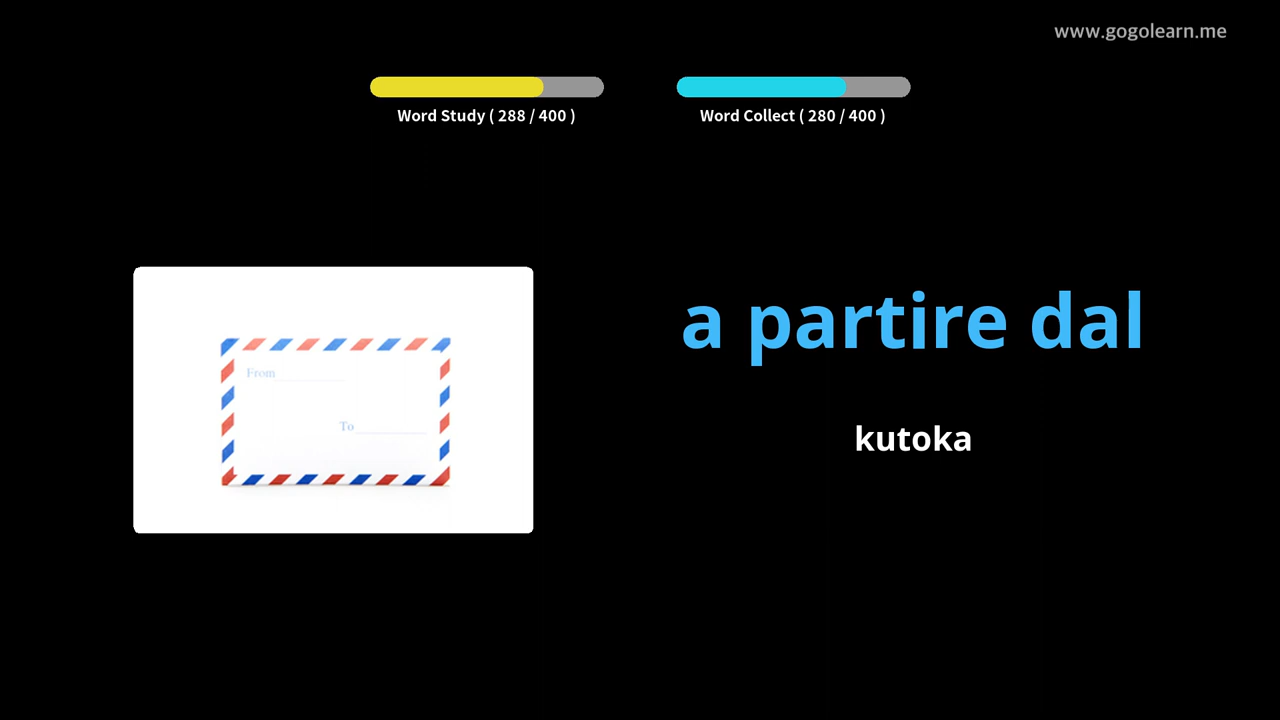 www.gogolearn.me
Word Study ( 288 / 400 )
Word Collect ( 280 / 400 )
a partire dal
kutoka
From
To